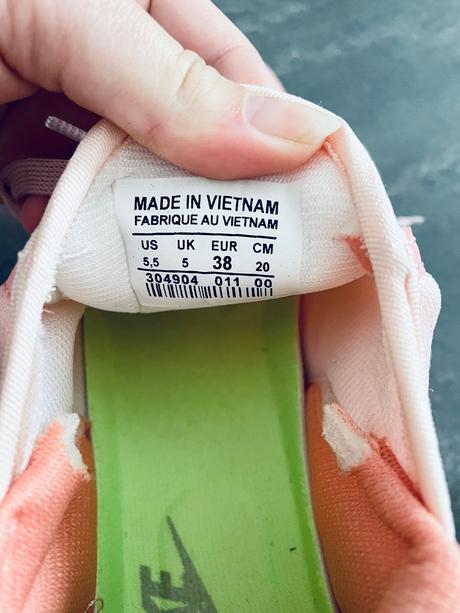 MADE IN VIETNAM
FABRIQUE AU VIETNAM
US UK EUR CM
5,5 5 38 20
304904 011 00